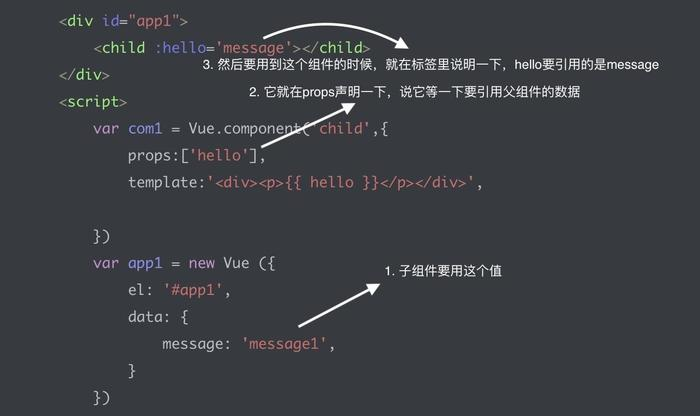 <div id="app1">
<child :hello='message'></child>
3. 然后要用到这个组件的时候，就在标签里说明一下，hello要引用的是message
</div>
2. 它就在props声明一下，说它等一下要引用父组件的数据
<script>
var com1 = Vue.component('child',{
props:['hello'],
template:'<div><p>{{ hello }}</p></div>',
})
var app1 = new Vue ({
1. 子组件要用这个值
el: '#app1',
data: {
message: 'message1',
}
})